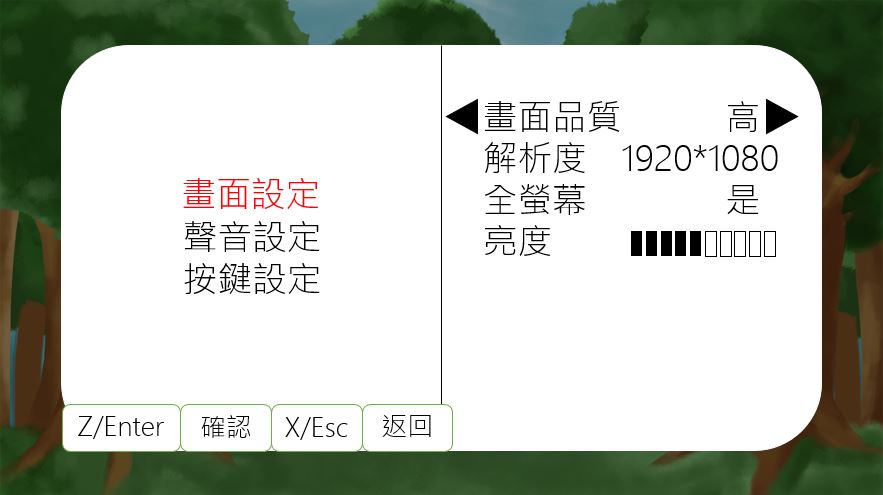 畫面設定
聲音設定
按鍵設定
畫面品質 高
解析度 1920*1080
全螢幕 是
亮度
Z/Enter 確認 X/Esc 返回